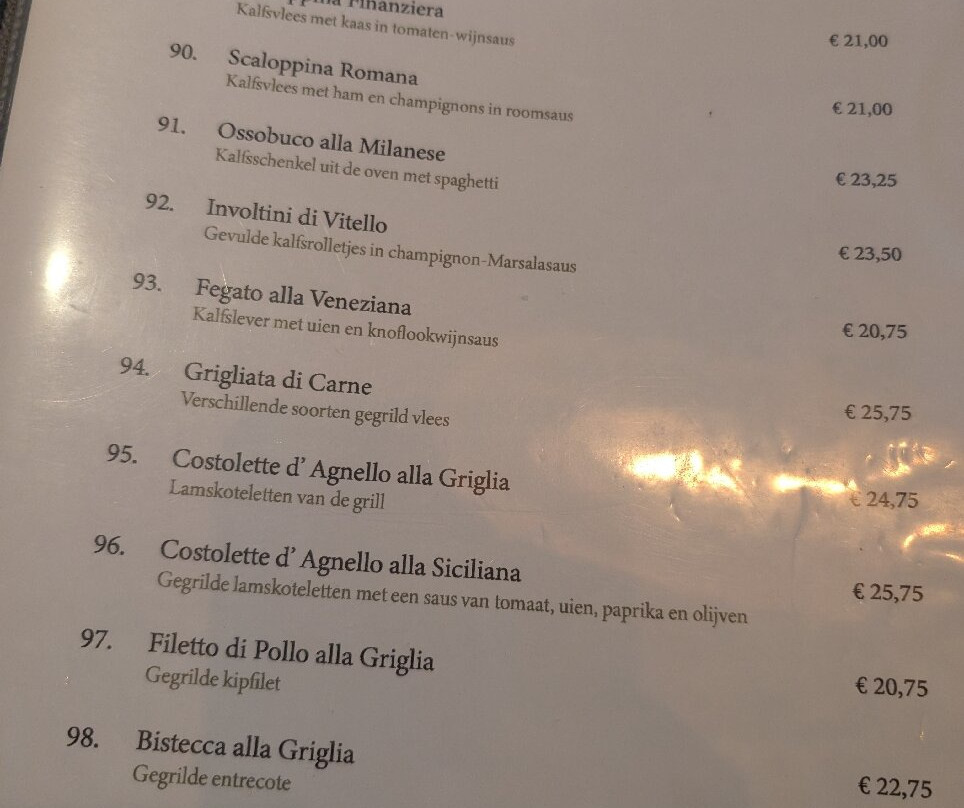 Finanziera
Kalfsvlees met kaas in tomaten-wijnsaus € 21,00
90. Scaloppina Romana
Kalfsvlees met ham en champignons in roomsaus € 21,00
91. Ossobuco alla Milanese
Kalfsschenkel uit de oven met spaghetti € 23,25
92. Involtini di Vitello
Gevulde kalfsrolletjes in champignon-Marsalasaus € 23,50
93. Fegato alla Veneziana
Kalfslever met uien en knoflookwijnsaus € 20,75
94. Grigliata di Carne
Verschillende soorten gegrild vlees € 25,75
95. Costolette d' Agnello alla Griglia
Lamskoteletten van de grill € 24,75
96. Costolette d' Agnello alla Siciliana
Gegrilde lamskoteletten met een saus van tomaat, uien, paprika en olijven € 25,75
97. Filetto di Pollo alla Griglia
Gegrilde kipfilet € 20,75
98. Bistecca alla Griglia
Gegrilde entrecote € 22,75